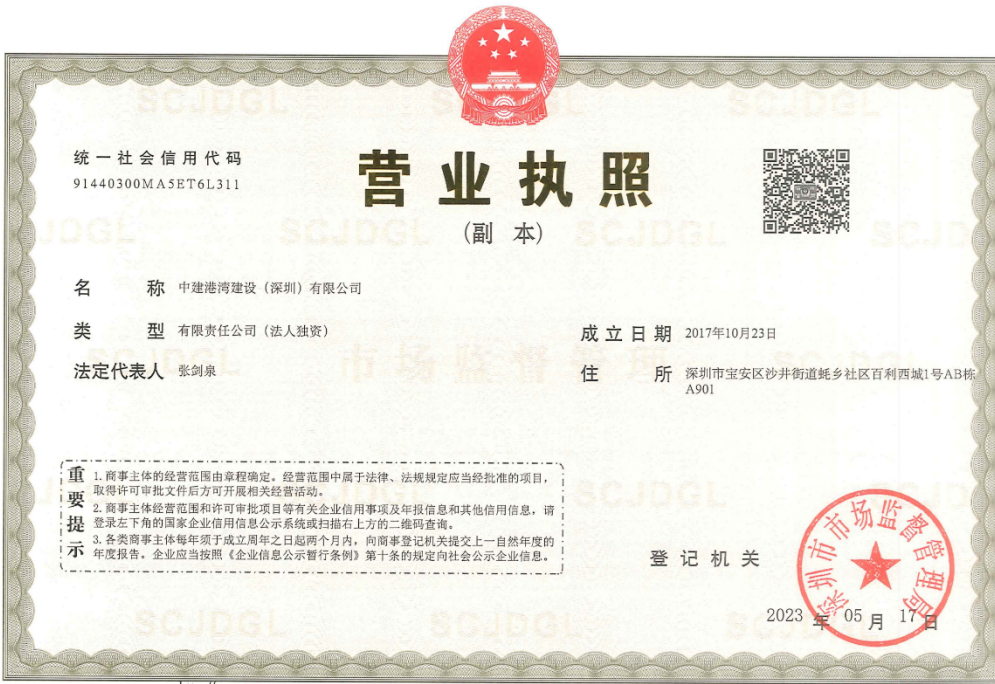 统一社会信用代码
91440300MA5ET6L311
营业执照
(副 本)
名 称 中建港湾建设（深圳）有限公司
类 型 有限责任公司（法人独资）
法定代表人 张剑泉
成立日期 2017年10月23日
住 所 深圳市宝安区沙井街道蚝乡社区百利西城1号AB栋
A901
重要提示
1.商事主体的经营范围由章程确定。经营范围中属于法律、法规规定应当经批准的项目，
取得许可审批文件后方可开展相关经营活动。
2.商事主体经营范围和许可审批项目等有关企业信用事项及年报信息和其他信用信息，请
登录左下角的国家企业信用信息公示系统或扫描右上方的二维码查询。
3.各类商事主体每年须于成立周年之日起两个月内，向商事登记机关提交上一自然年度的
年度报告。企业应当按照《企业信息公示暂行条例》第十条的规定向社会公示企业信息。
登记机关
深圳市市场监督管理局
2023 年 05 月 17 日
SCJDGL
市场监督管理